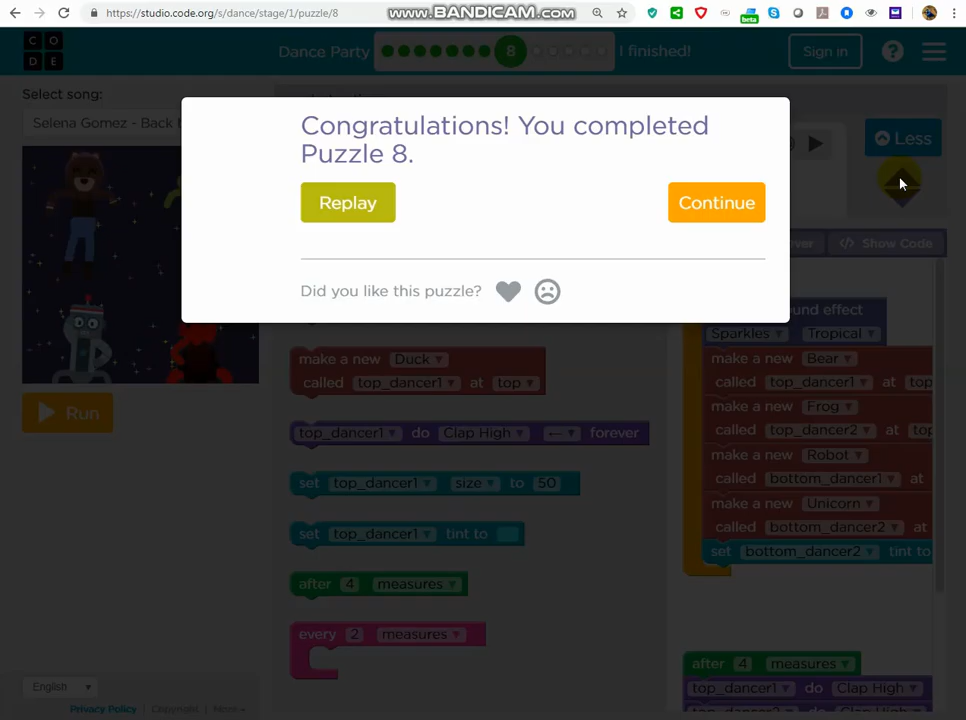 https://studio.code.org/s/dance/stage/1/puzzle/8
www.BANDICAM.com
beta
C O
D E
Dance Party
8
I finished!
Sign in
Select song:
Selena Gomez - Back
Less
Congratulations! You completed
Puzzle 8.
Replay
Continue
Did you like this puzzle?
Show Code
Run
make a new Duck
called top_dancer1 at top
top_dancer1 do Clap High forever
set top_dancer1 size to 50
set top_dancer1 tint to
after 4 measures
every 2 measures
und effect
Sparkles Tropical
make a new Bear
called top_dancer1 at top
make a new Frog
called top_dancer2 at top
make a new Robot
called bottom_dancer1 at
make a new Unicorn
called bottom_dancer2 at
set bottom_dancer2 tint to
after 4 measures
top_dancer1 do Clap High
English
Privacy Policy | Copyright | More